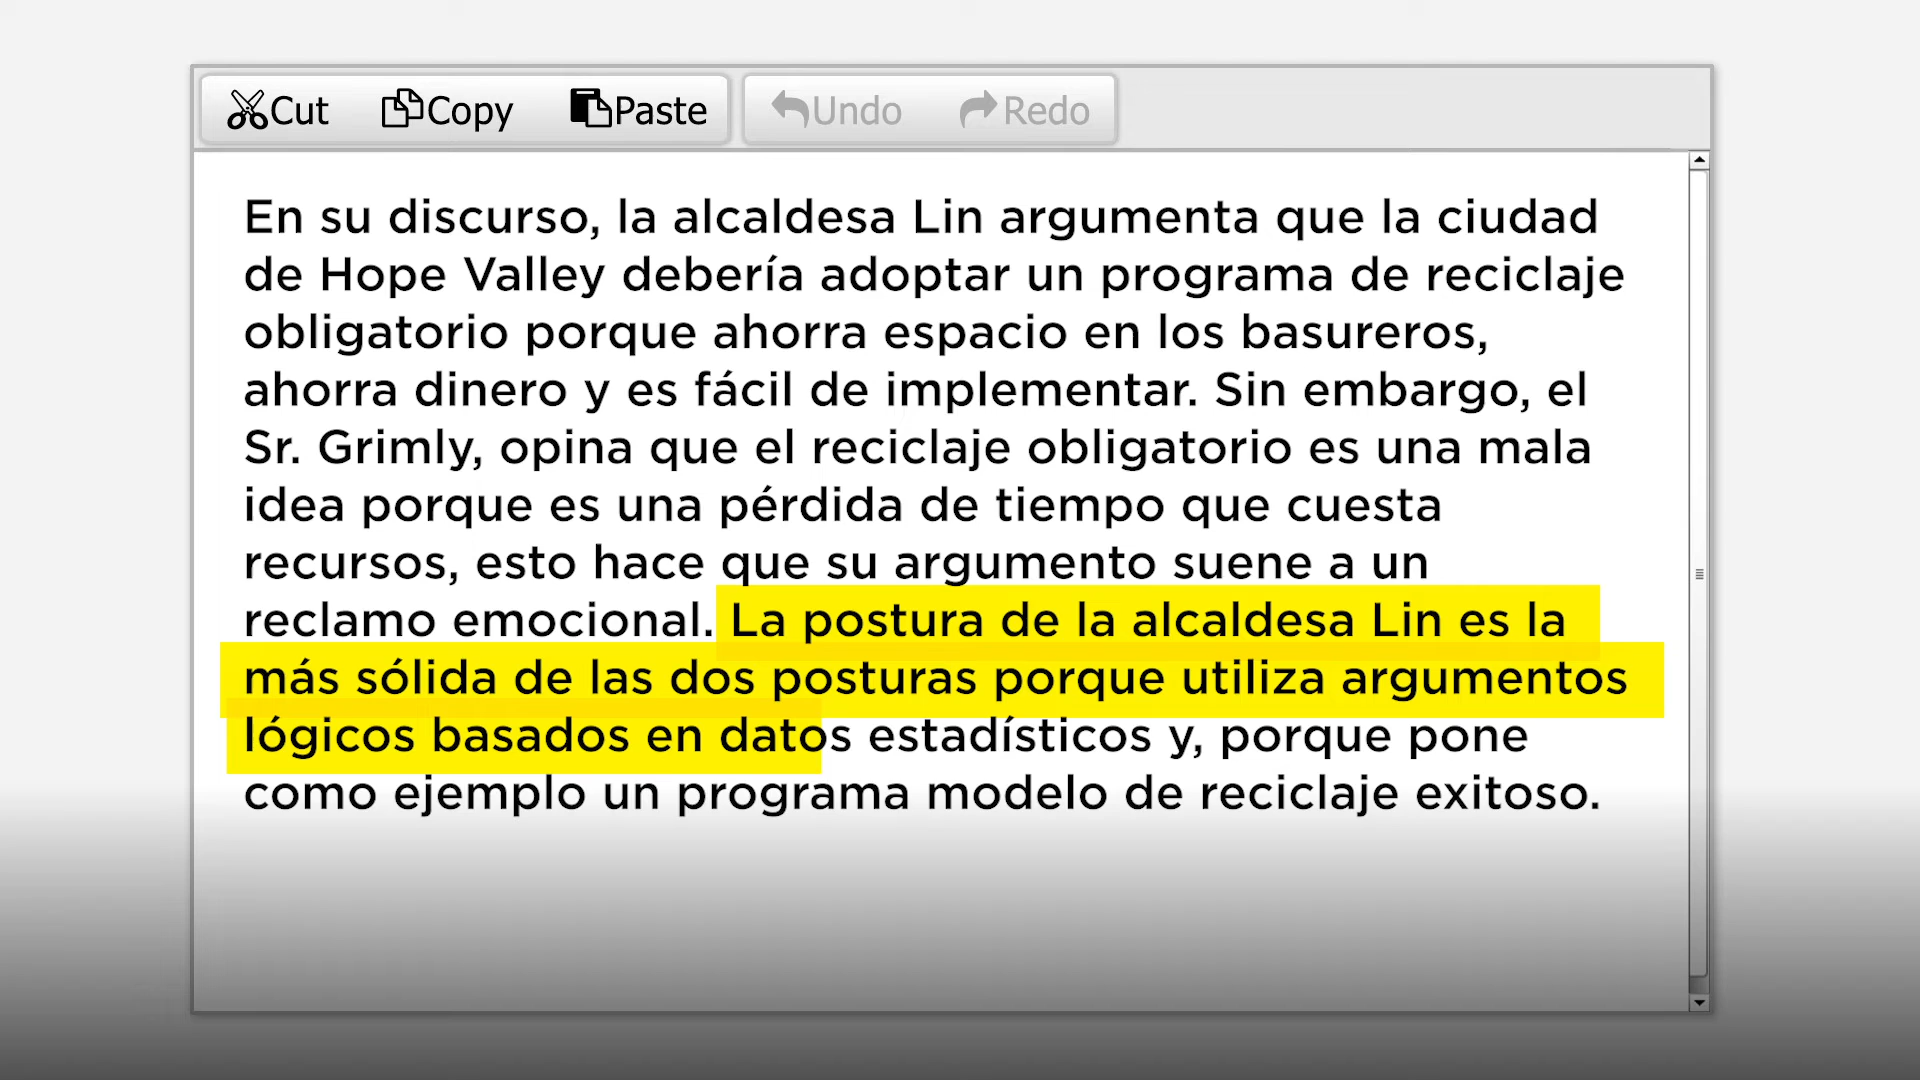 Cut Copy Paste Undo Redo
En su discurso, la alcaldesa Lin argumenta que la ciudad
de Hope Valley debería adoptar un programa de reciclaje
obligatorio porque ahorra espacio en los basureros,
ahorra dinero y es fácil de implementar. Sin embargo, el
Sr. Grimly, opina que el reciclaje obligatorio es una mala
idea porque es una pérdida de tiempo que cuesta
recursos, esto hace que su argumento suene a un
reclamo emocional. La postura de la alcaldesa Lin es la
más sólida de las dos posturas porque utiliza argumentos
lógicos basados en datos estadísticos y, porque pone
como ejemplo un programa modelo de reciclaje exitoso.